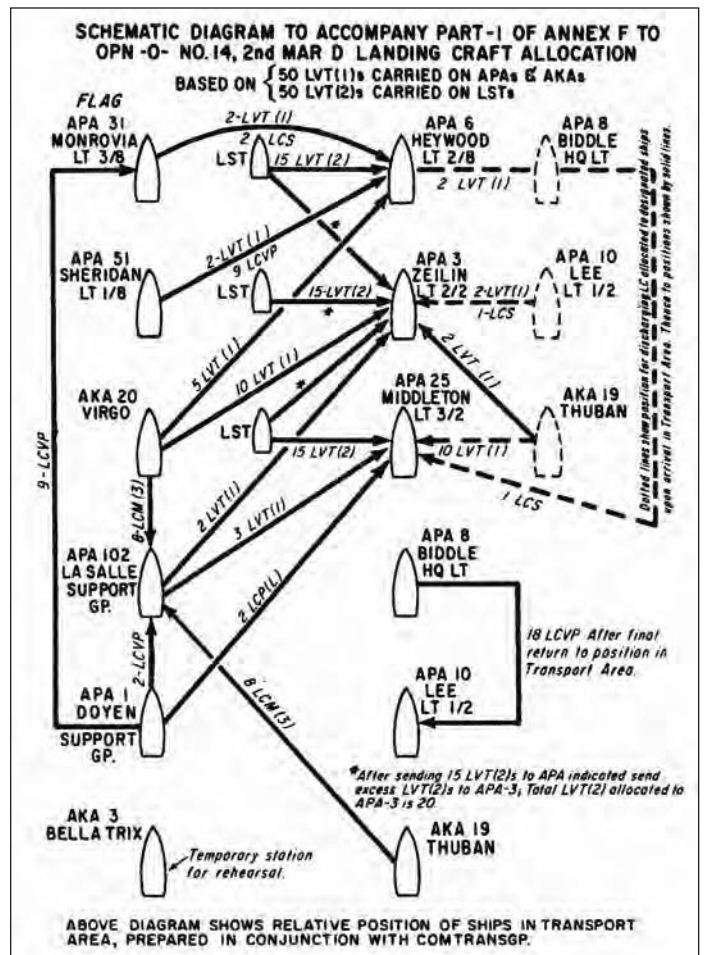 SCHEMATIC DIAGRAM TO ACCOMPANY PART-I OF ANNEX F TO
OPN -O- NO.14, 2nd MAR D LANDING CRAFT ALLOCATION
BASED ON { 50 LVT(1)s CARRIED ON APAs & AKAs
50 LVT(2)s CARRIED ON LSTs
FLAG
APA 31
MONROVIA
LT 3/8
2-LVT (1)
2 LCS
LST
15 LVT(2)
APA 6
HEYWOOD
LT 2/8
2 LVT (1)
APA 8
BIDDLE
HQ LT
Dotted lines show position for discharging LC allocated to designated ships
upon arrival in Transport Area. Thence to positions shown by solid lines.
APA 51
SHERIDAN
LT 1/8
2-LVT(1)
9 LCVP
*
LST
15-LVT(2)
*
APA 3
ZEILIN
LT 2/2
2-LVT(1)
1-LCS
APA 10
LEE
LT 1/2
AKA 20
VIRGO
5 LVT(1)
10 LVT(1)
*
LST
15 LVT(2)
APA 25
MIDDLETON
LT 3/2
2 LVT (1)
10 LVT(1)
1 LCS
AKA 19
THUBAN
9-LCVP
8-LCM(3)
2 LVT(1)
3 LVT(1)
APA 102
LA SALLE
SUPPORT
GP.
2 LCP(L)
APA 8
BIDDLE
HQ LT
18 LCVP After final
return to position in
Transport Area.
2-LCVP
APA 1
DOYEN
SUPPORT
GP.
8 LCM(3)
APA 10
LEE
LT 1/2
*After sending 15 LVT(2)s to APA indicated send
excess LVT(2)s to APA-3; Total LVT(2) allocated to
APA-3 is 20.
AKA 3
BELLA TRIX
Temporary station
for rehearsal.
AKA 19
THUBAN
ABOVE DIAGRAM SHOWS RELATIVE POSITION OF SHIPS IN TRANSPORT
AREA, PREPARED IN CONJUNCTION WITH COMTRANSGP.